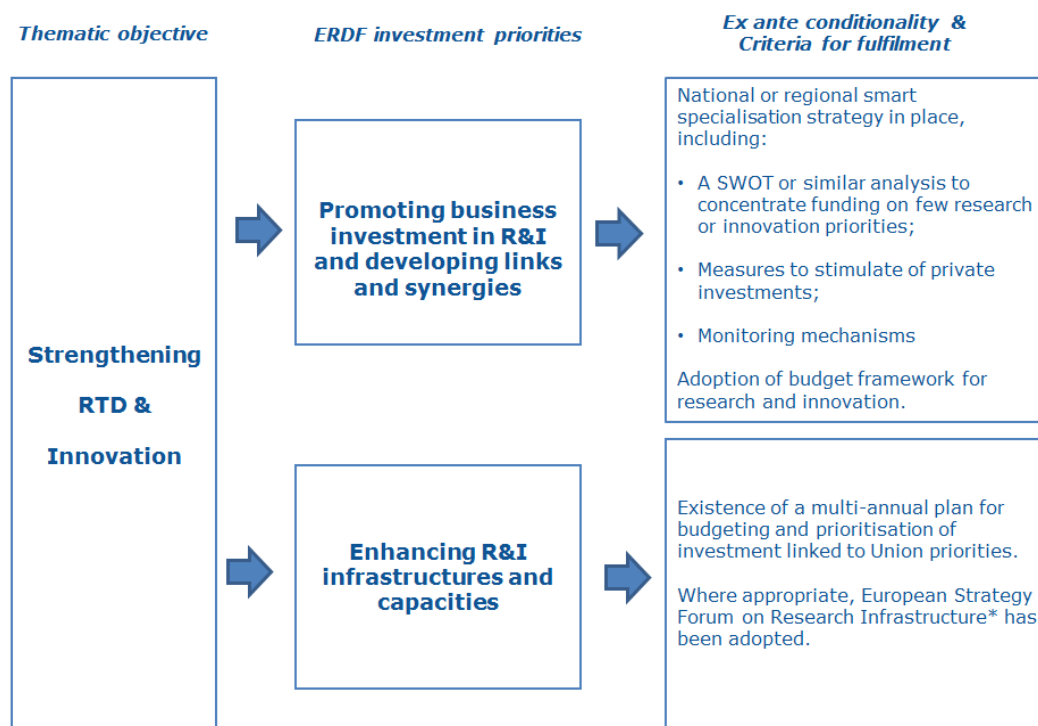 Thematic objective
ERDF investment priorities
Ex ante conditionality &
Criteria for fulfilment
Strengthening
RTD &
Innovation
Promoting business
investment in R&I
and developing links
and synergies
National or regional smart
specialisation strategy in place,
including:
• A SWOT or similar analysis to
concentrate funding on few research
or innovation priorities;
• Measures to stimulate of private
investments;
• Monitoring mechanisms
Adoption of budget framework for
research and innovation.
Enhancing R&I
infrastructures and
capacities
Existence of a multi-annual plan for
budgeting and prioritisation of
investment linked to Union priorities.
Where appropriate, European Strategy
Forum on Research Infrastructure* has
been adopted.